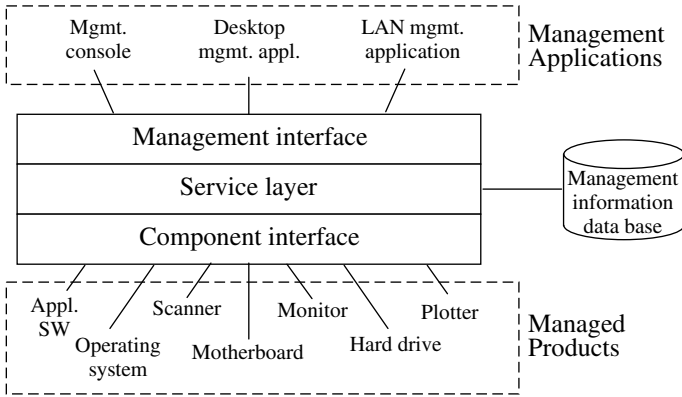 Mgmt.
console
Desktop
mgmt. appl.
LAN mgmt.
application
Management
Applications
Management interface
Service layer
Component interface
Management
information
data base
Appl.
SW
Operating
system
Scanner
Motherboard
Monitor
Hard drive
Plotter
Managed
Products